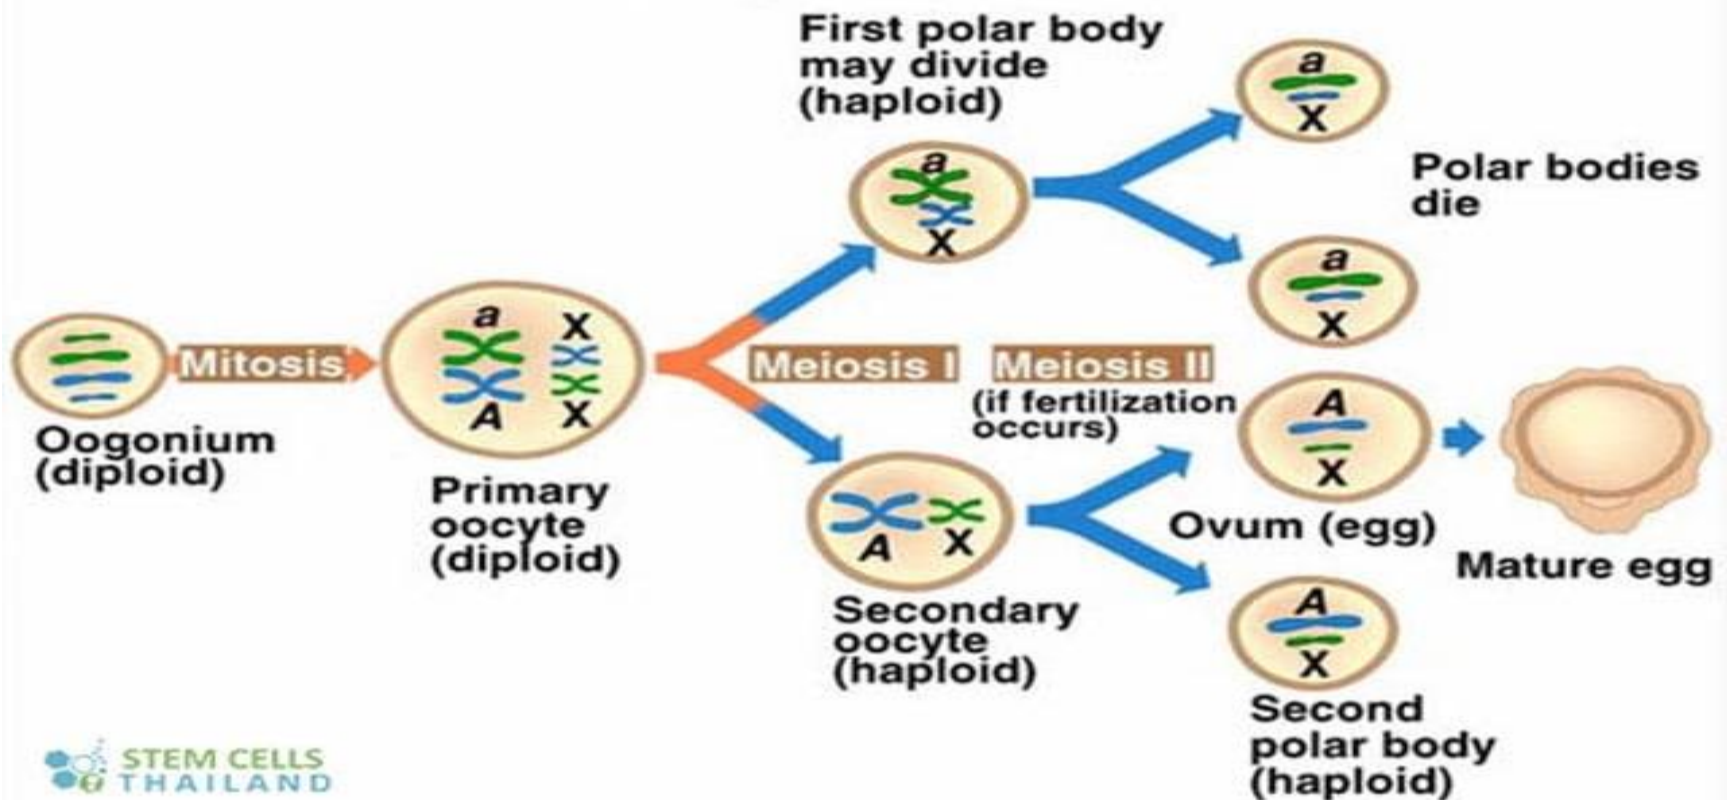 First polar body
may divide
(haploid)
a
X
a
X
Polar bodies
die
a
X
Mitosis
a
X
A
X
Meiosis I
Meiosis II
(if fertilization
occurs)
A
X
Oogonium
(diploid)
Primary
oocyte
(diploid)
A
X
Ovum (egg)
Mature egg
Secondary
oocyte
(haploid)
A
X
Second
polar body
(haploid)
STEM CELLS
THAILAND